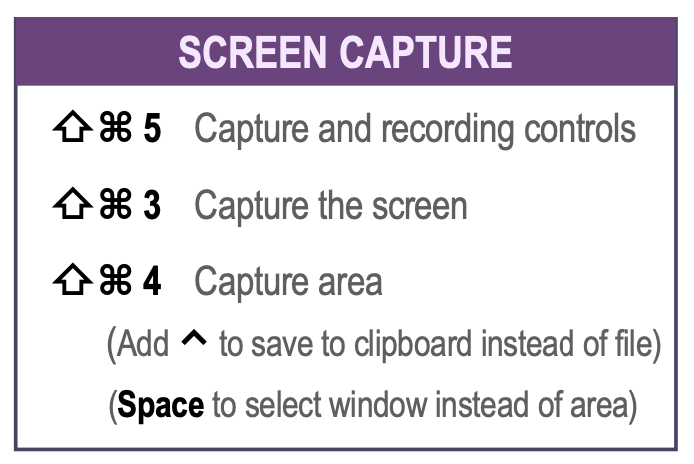 SCREEN CAPTURE
⇧⌘ 5 Capture and recording controls
⇧⌘ 3 Capture the screen
⇧⌘ 4 Capture area
(Add ⌃ to save to clipboard instead of file)
(Space to select window instead of area)